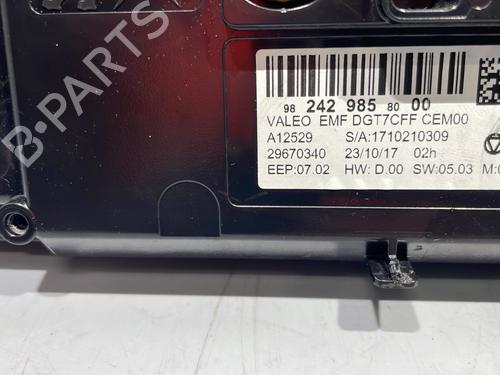 98 242 985 80 00
VALEO EMF DGT7CFF CEM00
A12529 S/A:1710210309
29670340 23/10/17 02h
EEP:07.02 HW: D.00 SW:05.03 M:0
B-PARTS